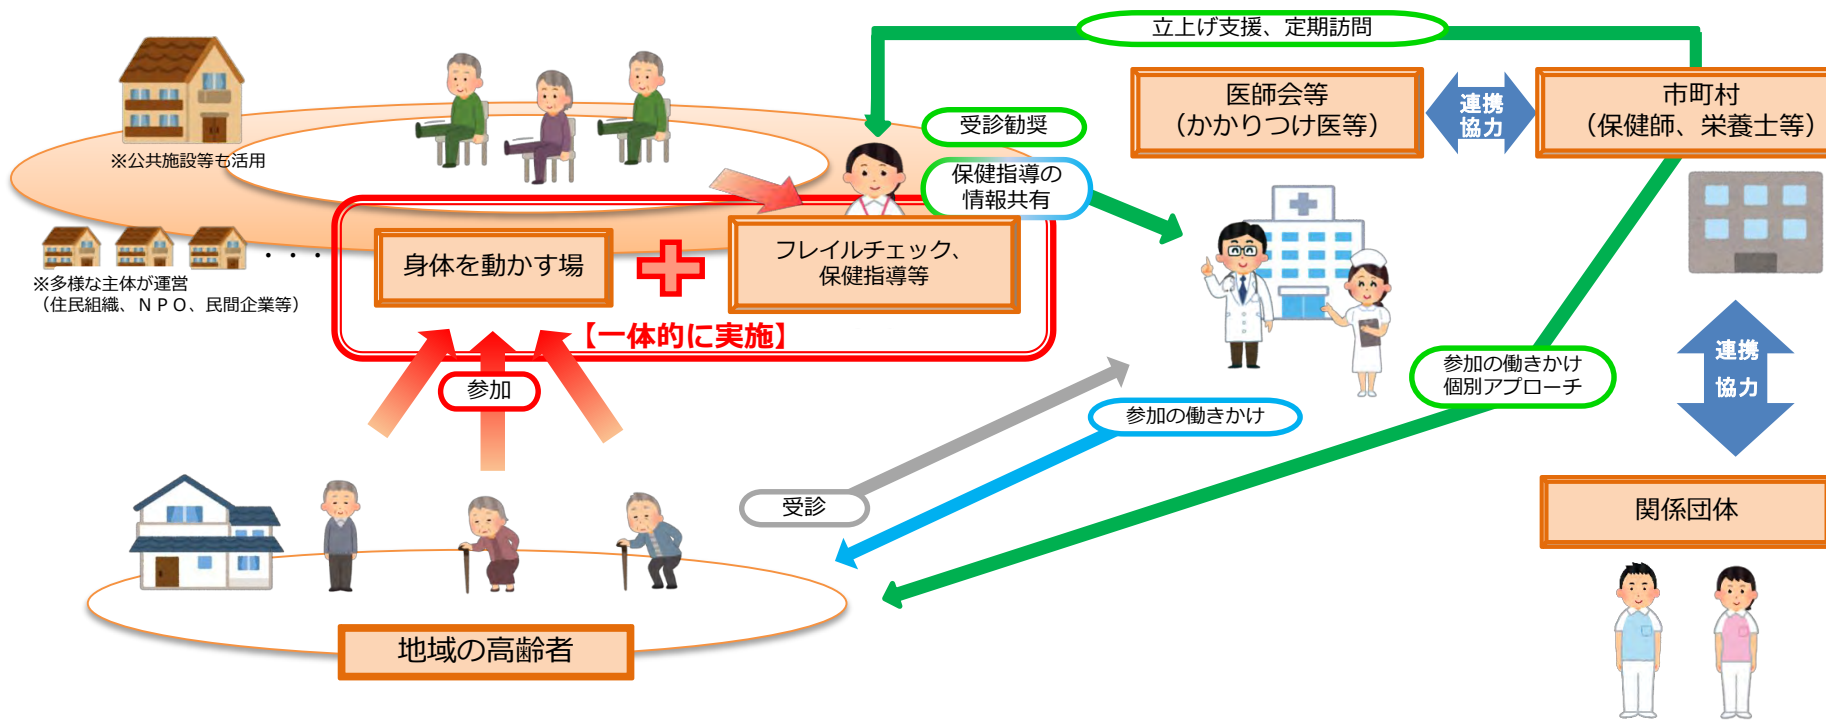 立上げ支援、定期訪問
医師会等
（かかりつけ医等）
連携
協力
市町村
（保健師、栄養士等）
※公共施設等も活用
受診勧奨
保健指導の
情報共有
身体を動かす場
フレイルチェック、
保健指導等
・・・
※多様な主体が運営
（住民組織、ＮＰＯ、民間企業等）
【一体的に実施】
参加
参加の働きかけ
個別アプローチ
連携
協力
参加の働きかけ
受診
関係団体
地域の高齢者